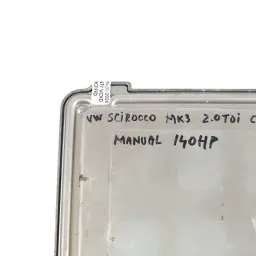 VW SCIROCCO MK3 2.0TDI C
MANUAL 140HP